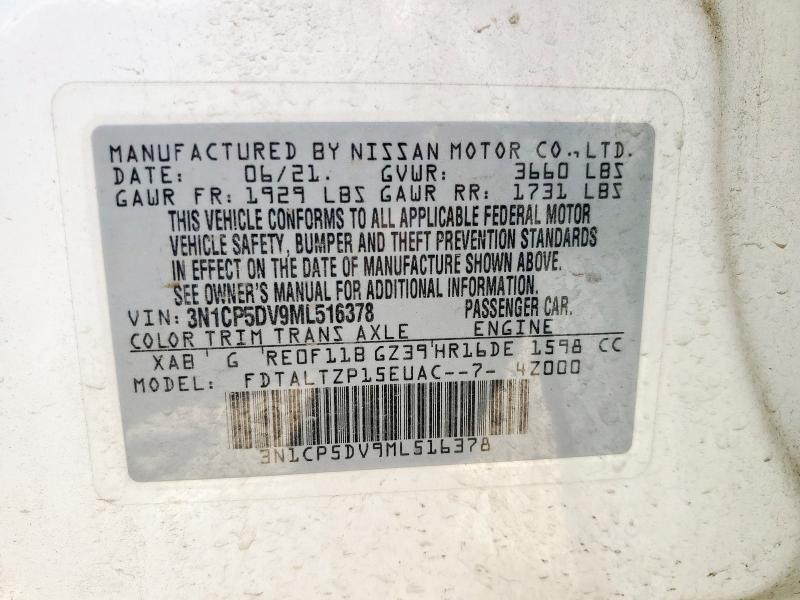 MANUFACTURED BY NISSAN MOTOR CO.,LTD.
DATE: 06/21. GVWR: 3660 LBS
GAWR FR: 1929 LBS GAWR RR: 1731 LBS
THIS VEHICLE CONFORMS TO ALL APPLICABLE FEDERAL MOTOR
VEHICLE SAFETY, BUMPER AND THEFT PREVENTION STANDARDS
IN EFFECT ON THE DATE OF MANUFACTURE SHOWN ABOVE.
SEE OWNER'S MANUAL FOR ADDITIONAL INFORMATION.
VIN: 3N1CP5DV9ML516378 PASSENGER CAR.
COLOR TRIM TRANS AXLE ENGINE
XAB G RE0F11B GZ39 HR16DE 1598 CC
MODEL: FDTALTZP15EUAC--7- 4Z000
3N1CP5DV9ML516378